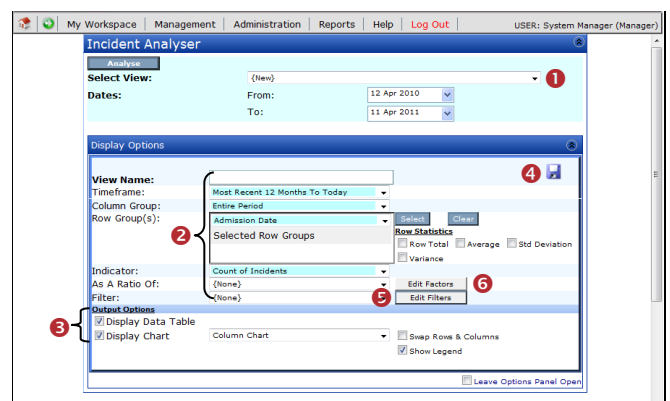 My Workspace Management Administration Reports Help Log Out USER: System Manager (Manager)
Incident Analyser
Analyse
Select View: {New} 1
Dates: From: 12 Apr 2010
To: 11 Apr 2011
Display Options
4
View Name:
Timeframe: Most Recent 12 Months To Today
Column Group: Entire Period
Row Group(s): Admission Date Select Clear
Selected Row Groups Row Statistics
2 Row Total Average Std Deviation
Variance
Indicator: Count of Incidents
As A Ratio Of: {None} Edit Factors 6
Filter: {None} 5 Edit Filters
Output Options
3 Display Data Table
Display Chart Column Chart Swap Rows & Columns
Show Legend
Leave Options Panel Open